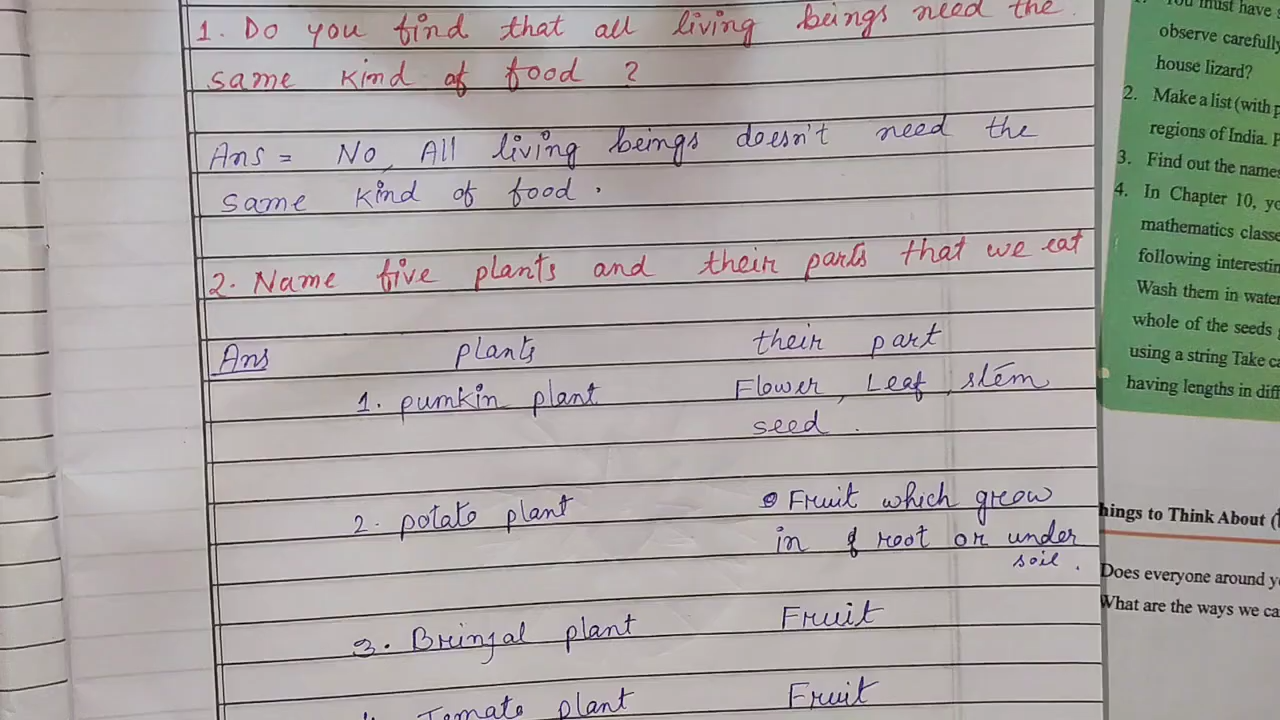 1. Do you find that all living beings need the
same kind of food ?
Ans = No, All living beings doesn't need the
same kind of food .
2. Name five plants and their parts that we eat
Ans plants their part
1. pumkin plant Flower, Leaf, stem
seed .
2. potato plant Fruit which grow
in root or under
soil .
3. Brinjal plant Fruit
Tomato plant Fruit
You must have
observe carefully
house lizard?
2. Make a list (with
regions of India.
3. Find out the names
4. In Chapter 10,
mathematics classe
following interestin
Wash them in water
whole of the seeds
using a string Take
having lengths in diff
hings to Think About
Does everyone around
What are the ways we